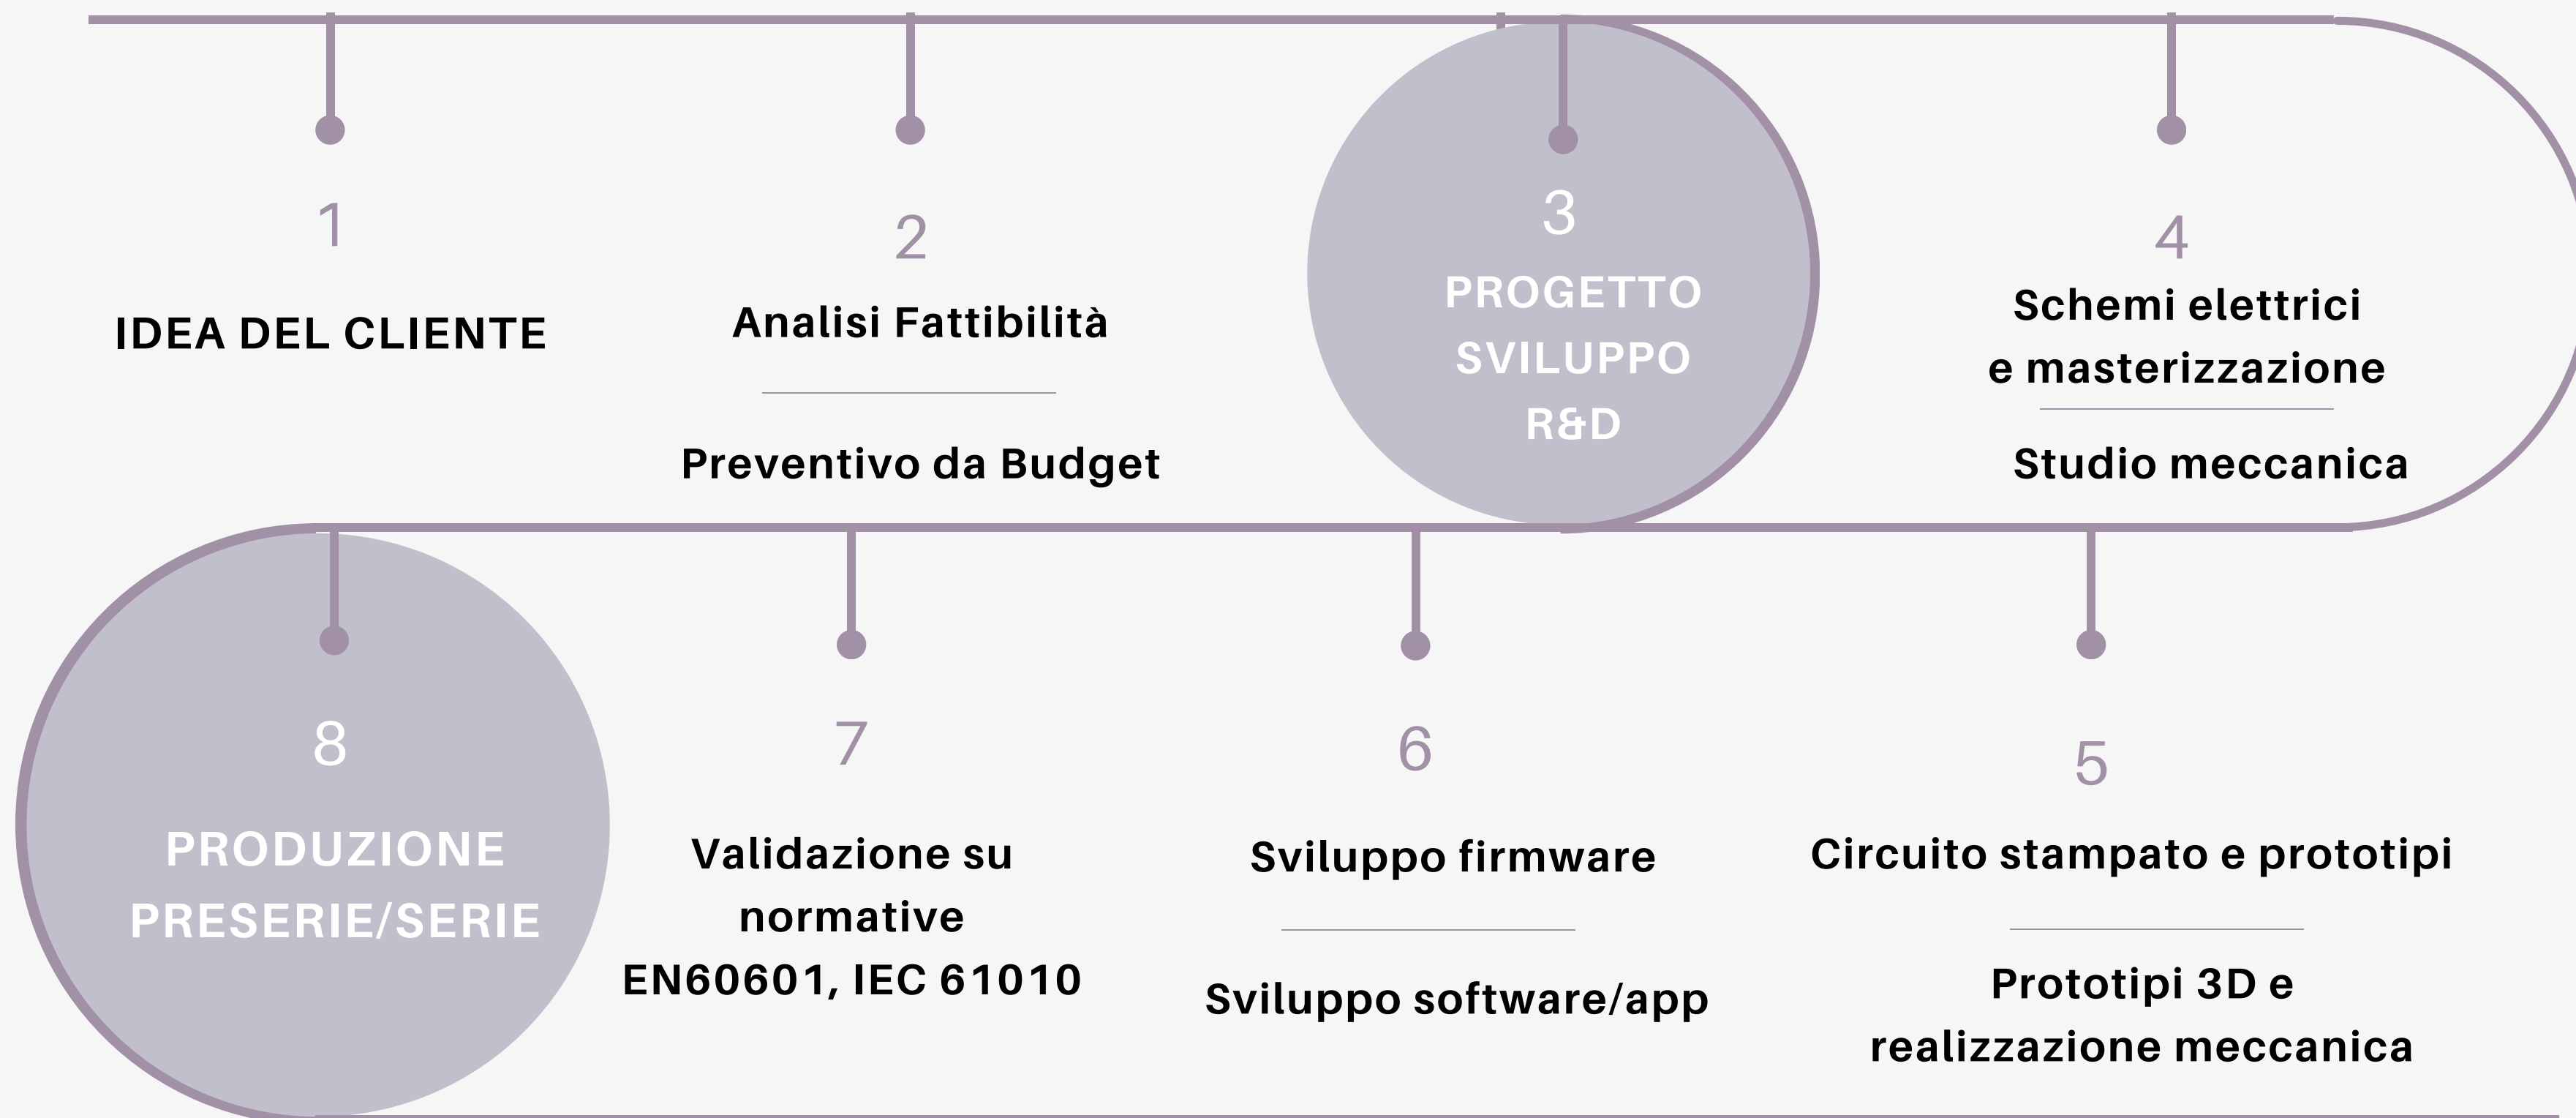 1
IDEA DEL CLIENTE
2
Analisi Fattibilità
Preventivo da Budget
3
PROGETTO
SVILUPPO
R&D
4
Schemi elettrici
e masterizzazione
Studio meccanica
5
Circuito stampato e prototipi
Prototipi 3D e
realizzazione meccanica
6
Sviluppo firmware
Sviluppo software/app
7
Validazione su
normative
EN60601, IEC 61010
8
PRODUZIONE
PRESERIE/SERIE